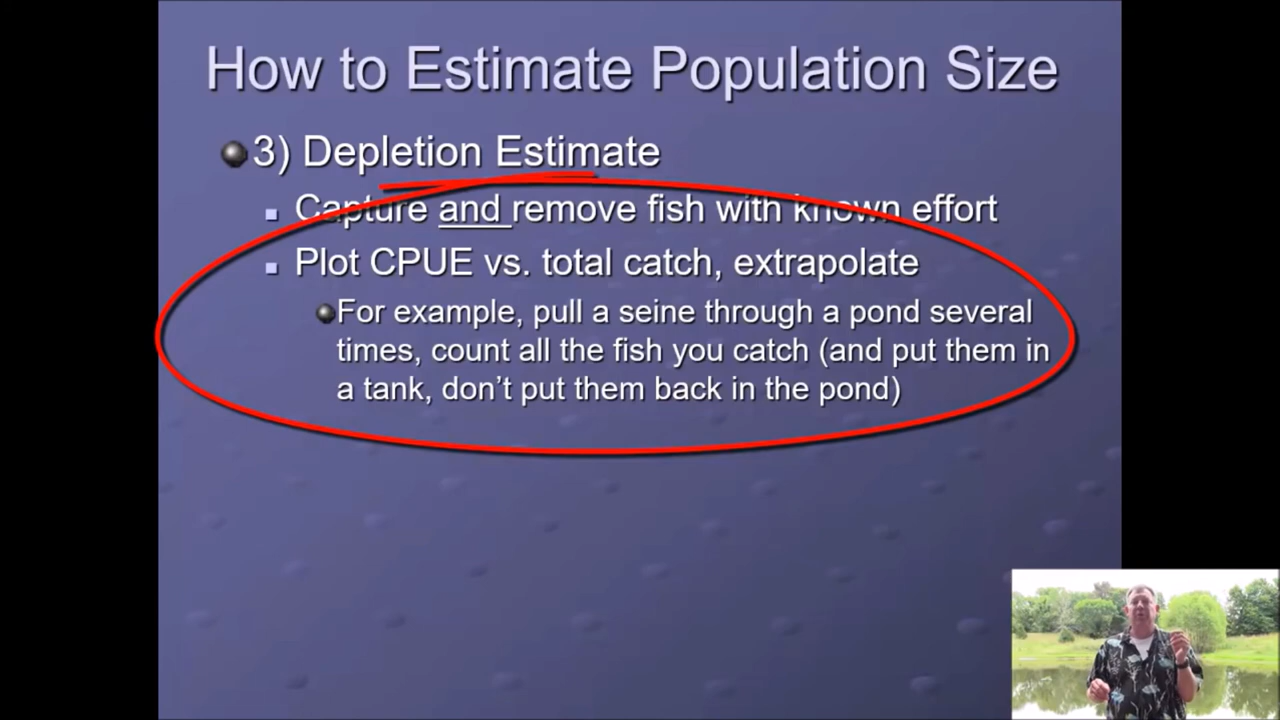 How to Estimate Population Size
3) Depletion Estimate
Capture and remove fish with known effort
Plot CPUE vs. total catch, extrapolate
For example, pull a seine through a pond several
times, count all the fish you catch (and put them in
a tank, don't put them back in the pond)